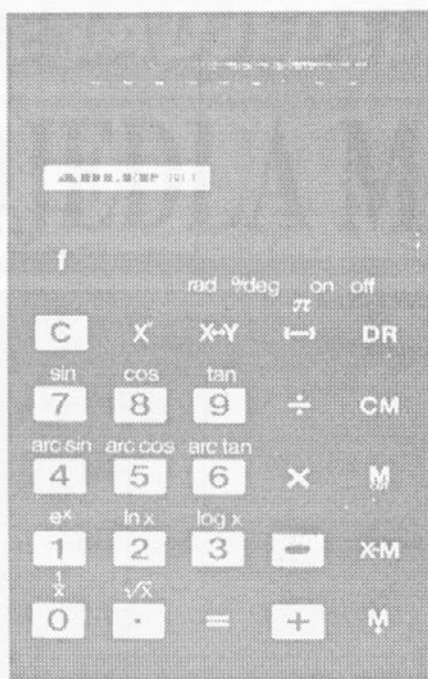 f
rad %deg on off
π
C X X↔Y DR
sin cos tan
7 8 9 ÷ CM
arc sin arc cos arc tan
4 5 6 × M
eˣ ln x log x
1 2 3 − X↔M
1/x √x
0 · = + M